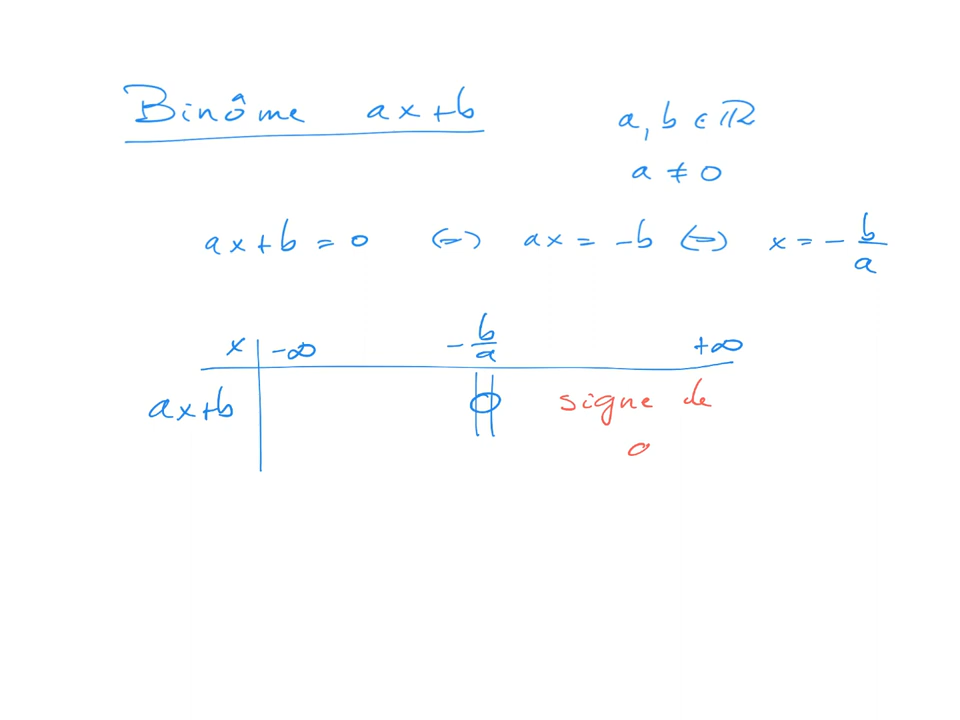 Binôme ax+b
a, b ∈ ℝ
a ≠ 0
ax+b = 0 (=) ax = -b (=) x = - b/a
x -∞ - b/a +∞
ax+b 0 signe de